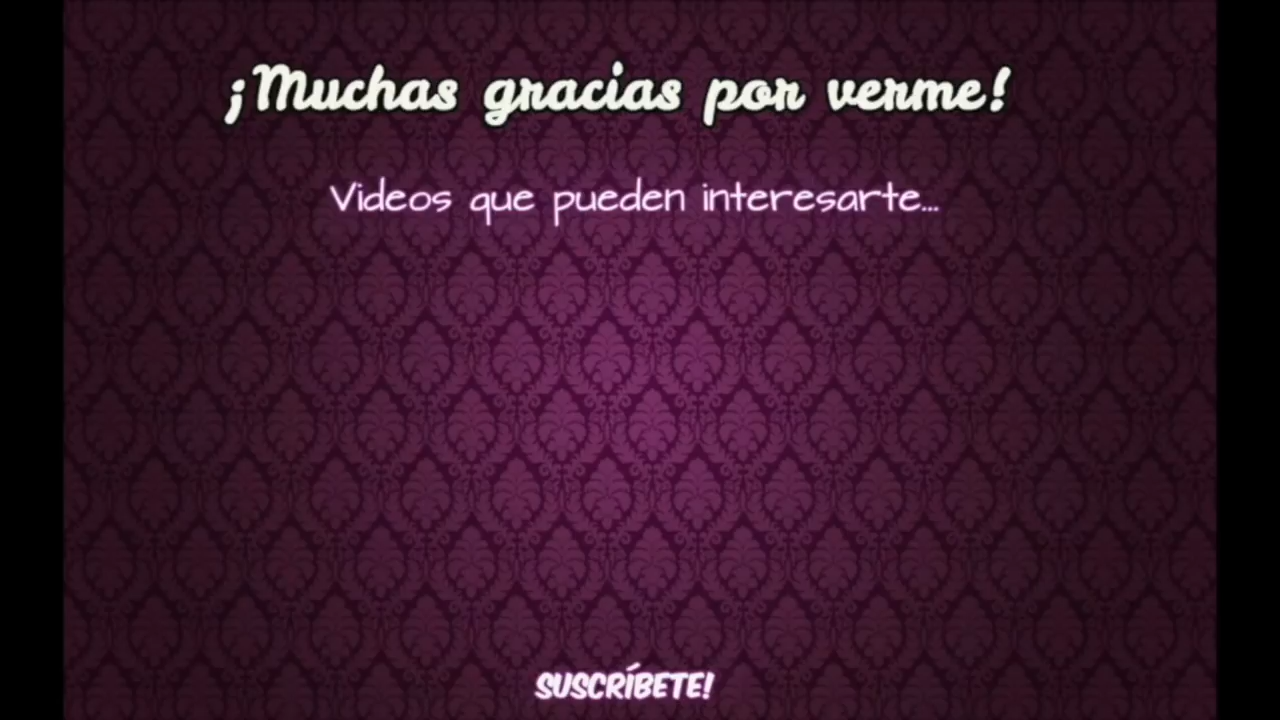 ¡Muchas gracias por verme!
Videos que pueden interesarte...
SUSCRÍBETE!